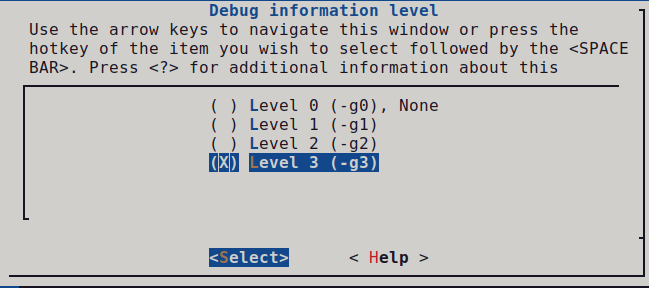 Debug information level
Use the arrow keys to navigate this window or press the
hotkey of the item you wish to select followed by the <SPACE
BAR>. Press <?> for additional information about this
( ) Level 0 (-g0), None
( ) Level 1 (-g1)
( ) Level 2 (-g2)
(X) Level 3 (-g3)
<Select> < Help >